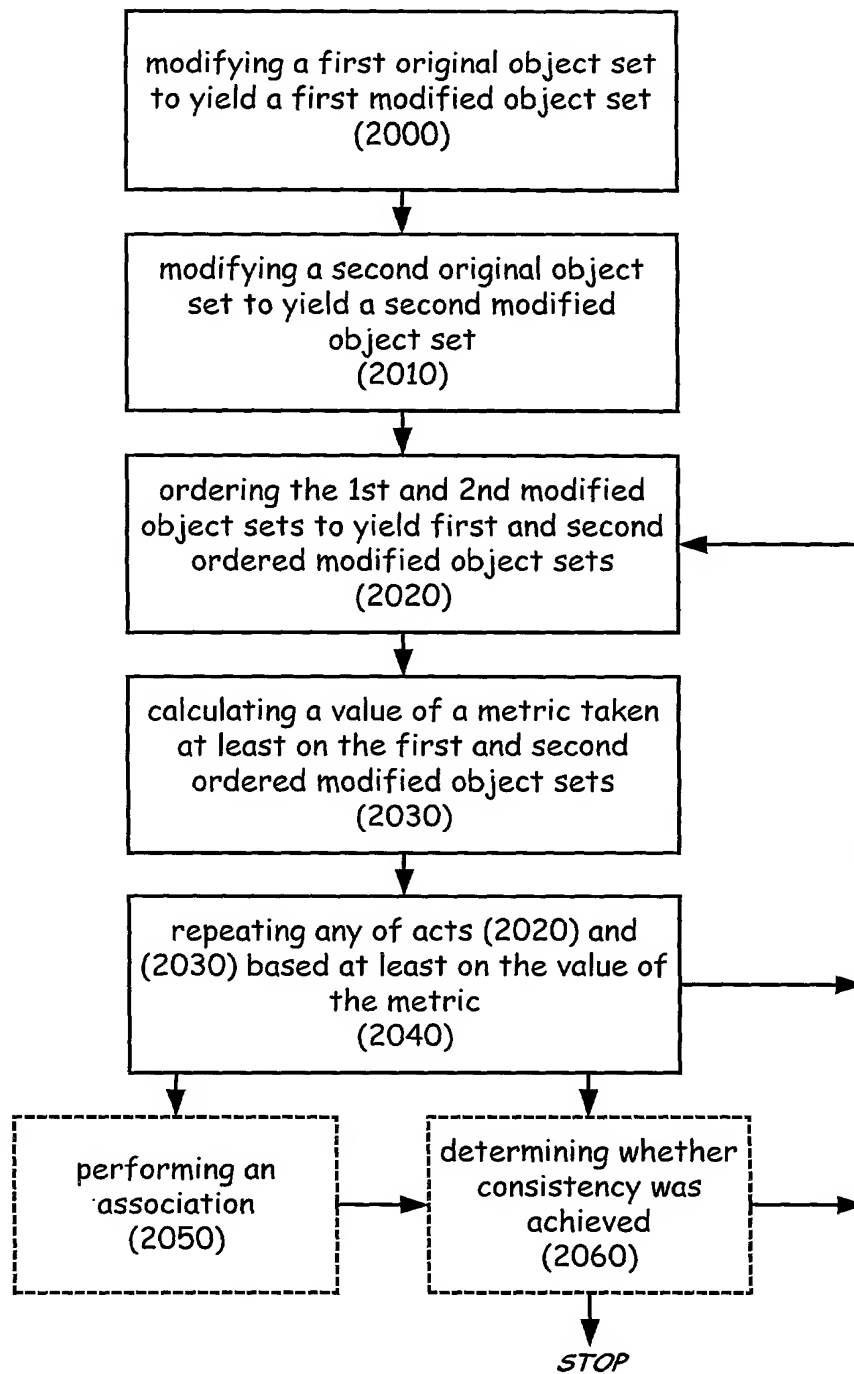 modifying a first original object set
to yield a first modified object set
(2000)
modifying a second original object
set to yield a second modified
object set
(2010)
ordering the 1st and 2nd modified
object sets to yield first and second
ordered modified object sets
(2020)
calculating a value of a metric taken
at least on the first and second
ordered modified object sets
(2030)
repeating any of acts (2020) and
(2030) based at least on the value of
the metric
(2040)
performing an
association
(2050)
determining whether
consistency was
achieved
(2060)
STOP